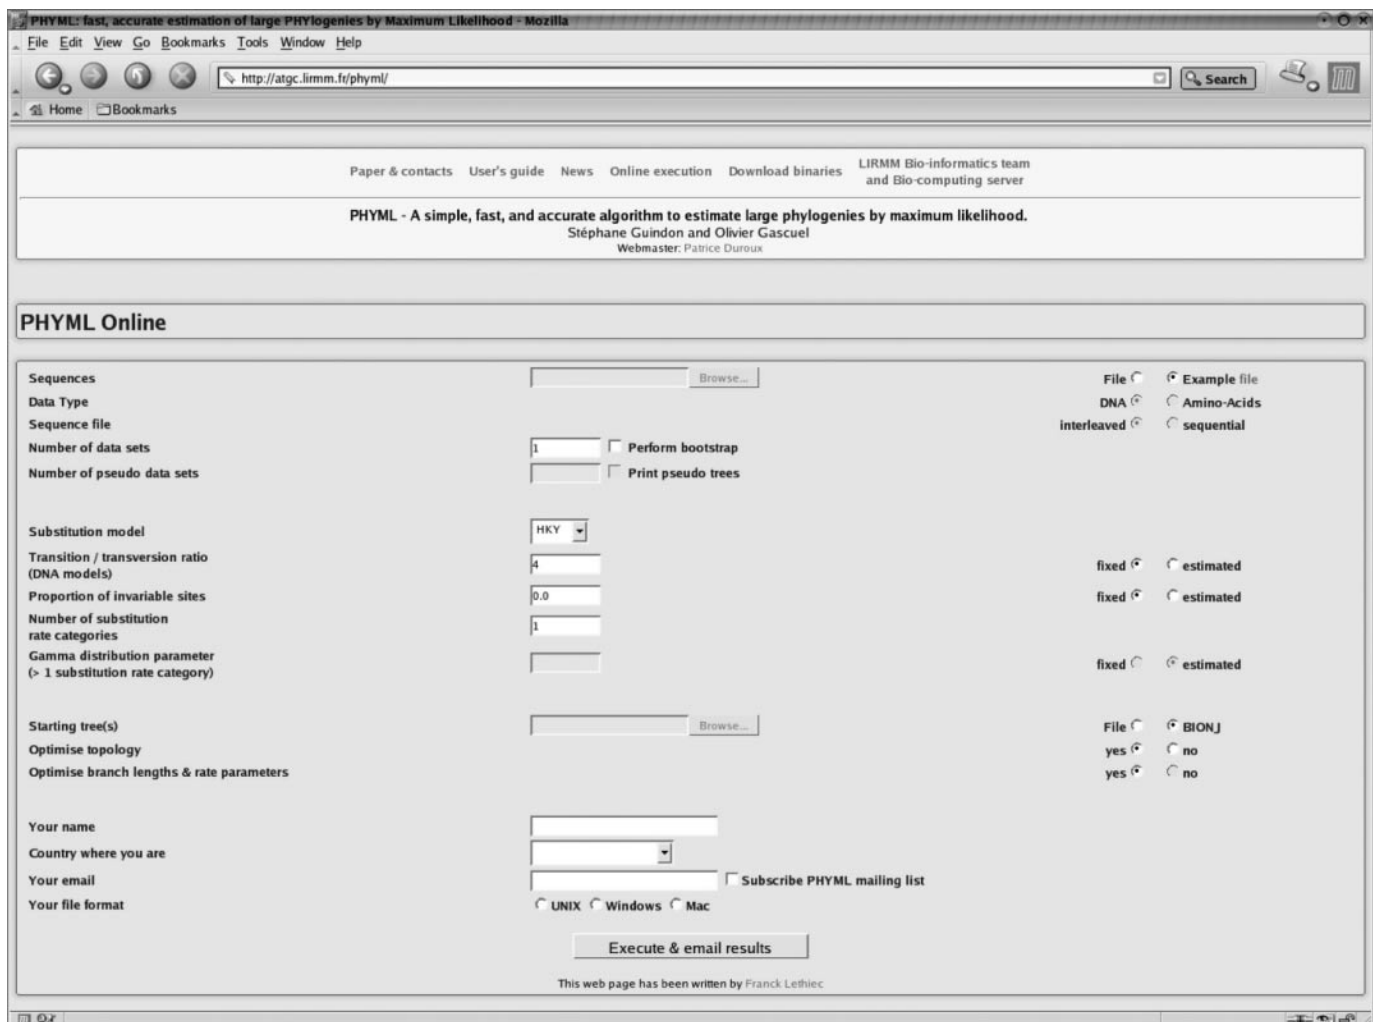 PHYML: fast, accurate estimation of large PHYlogenies by Maximum Likelihood - Mozilla
File Edit View Go Bookmarks Tools Window Help
http://atgc.lirmm.fr/phyml/ Search
Home Bookmarks
Paper & contacts User's guide News Online execution Download binaries LIRMM Bio-informatics team
and Bio-computing server
PHYML - A simple, fast, and accurate algorithm to estimate large phylogenies by maximum likelihood.
Stéphane Guindon and Olivier Gascuel
Webmaster: Patrice Duroux
PHYML Online
Sequences Browse... File Example file
Data Type DNA Amino-Acids
Sequence file interleaved sequential
Number of data sets 1 Perform bootstrap
Number of pseudo data sets Print pseudo trees
Substitution model HKY
Transition / transversion ratio
(DNA models) 4 fixed estimated
Proportion of invariable sites 0.0 fixed estimated
Number of substitution
rate categories 1
Gamma distribution parameter
(> 1 substitution rate category) fixed estimated
Starting tree(s) Browse... File BIONJ
Optimise topology yes no
Optimise branch lengths & rate parameters yes no
Your name
Country where you are
Your email Subscribe PHYML mailing list
Your file format UNIX Windows Mac
Execute & email results
This web page has been written by Franck Lethiec